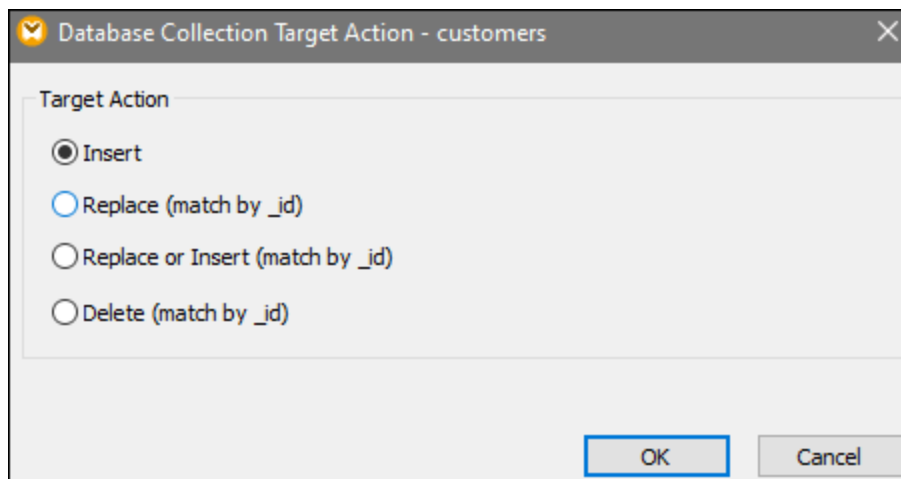 Database Collection Target Action - customers
Target Action
Insert
Replace (match by _id)
Replace or Insert (match by _id)
Delete (match by _id)
OK Cancel